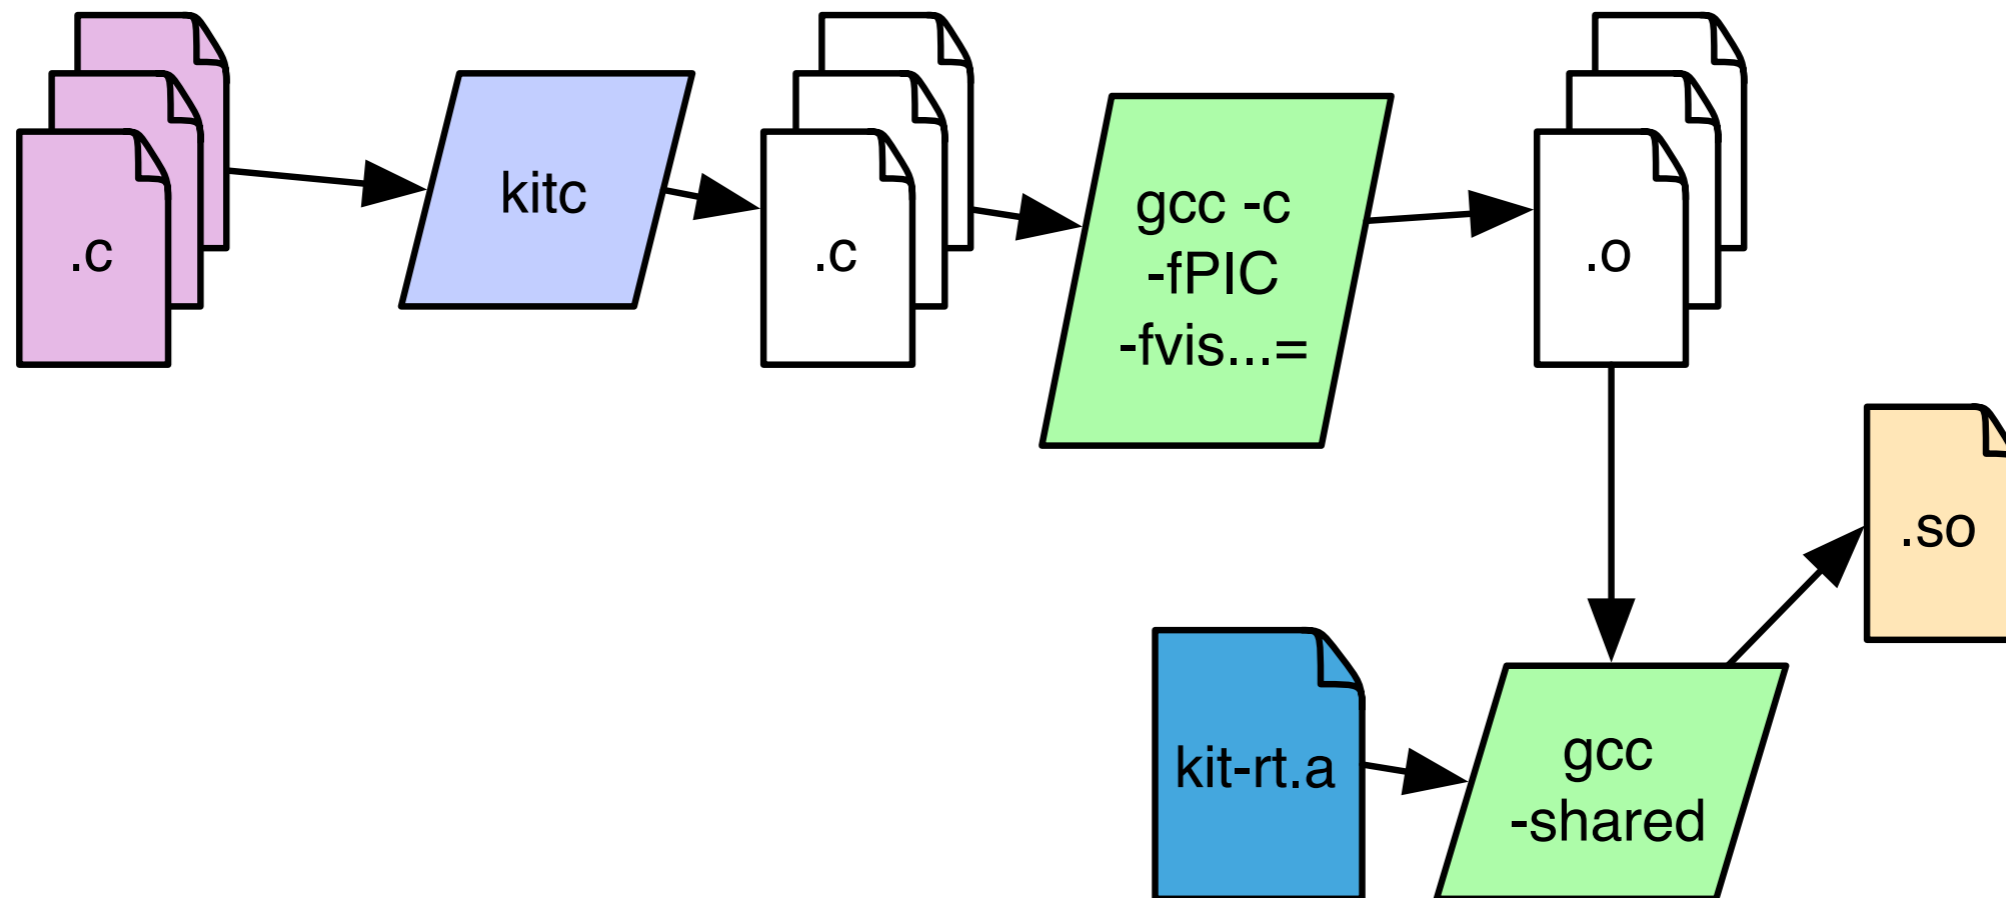 .c
kitc
.c
gcc -c
-fPIC
-fvis...=
.o
.so
kit-rt.a
gcc
-shared